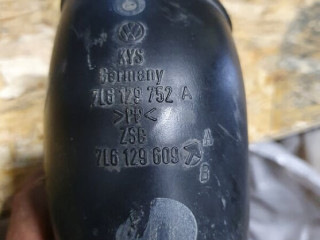 KYS
Germany
7L6 129 752 A
>PP<
ZSB
7L6 129 609 A
B